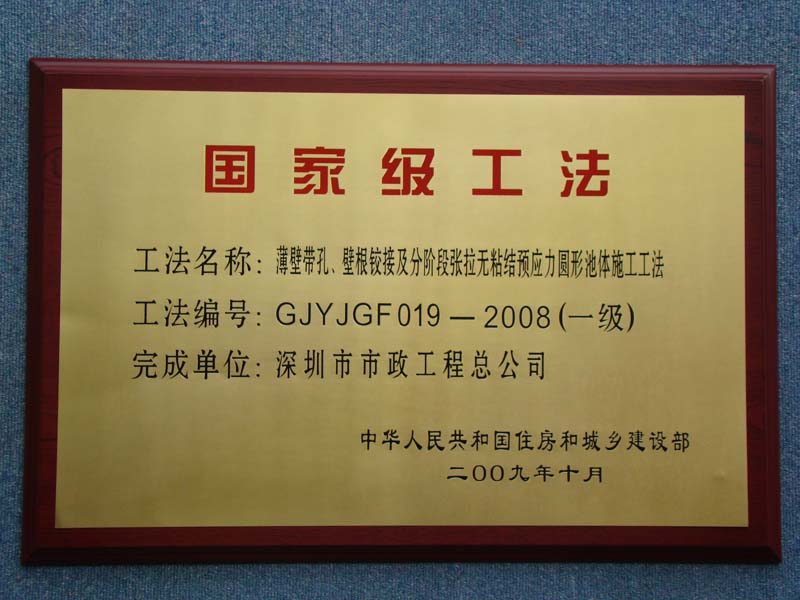 国家级工法
工法名称：薄壁带孔、壁根铰接及分阶段张拉无粘结预应力圆形池体施工工法
工法编号：GJYJGF019－2008(一级)
完成单位：深圳市市政工程总公司
中华人民共和国住房和城乡建设部
二OO九年十月